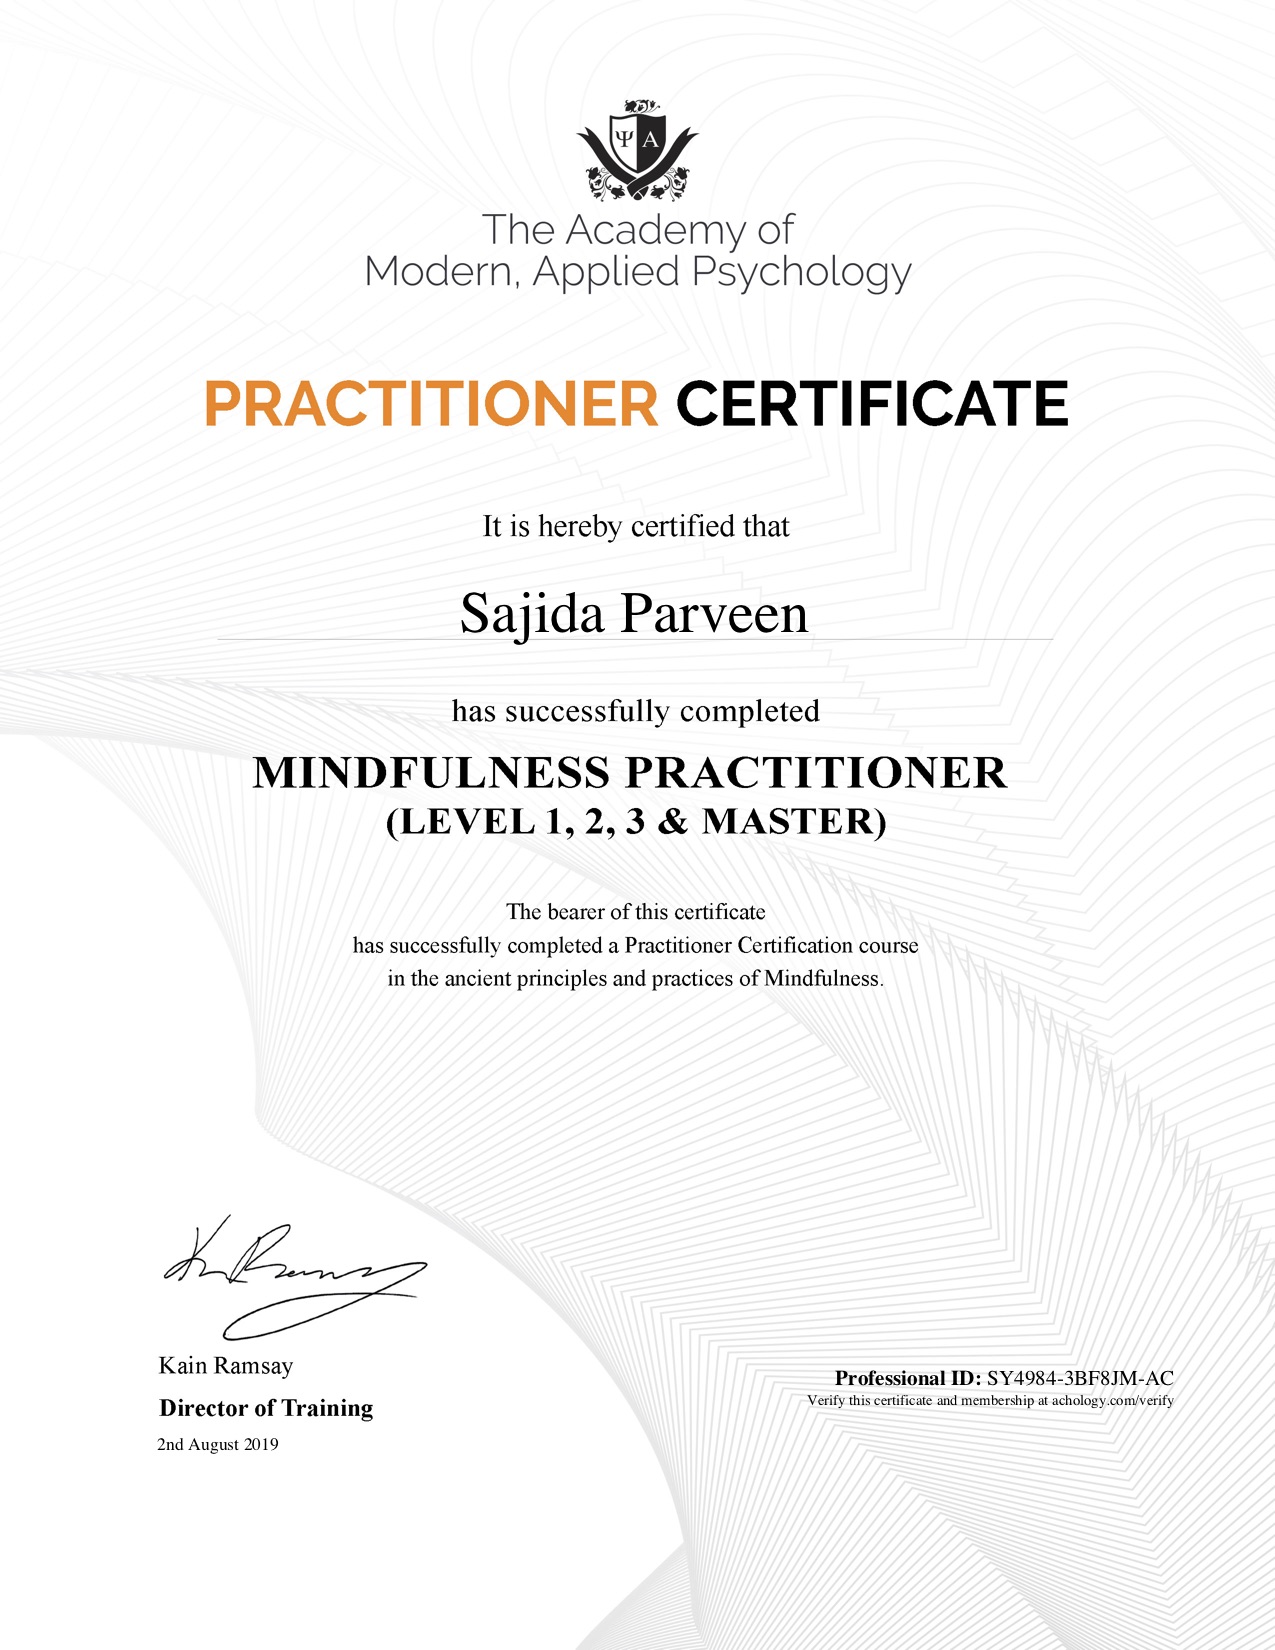 Ψ A
The Academy of
Modern, Applied Psychology
PRACTITIONER CERTIFICATE
It is hereby certified that
Sajida Parveen
has successfully completed
MINDFULNESS PRACTITIONER
(LEVEL 1, 2, 3 & MASTER)
The bearer of this certificate
has successfully completed a Practitioner Certification course
in the ancient principles and practices of Mindfulness.
Kain Ramsay
Director of Training
2nd August 2019
Professional ID: SY4984-3BF8JM-AC
Verify this certificate and membership at achology.com/verify